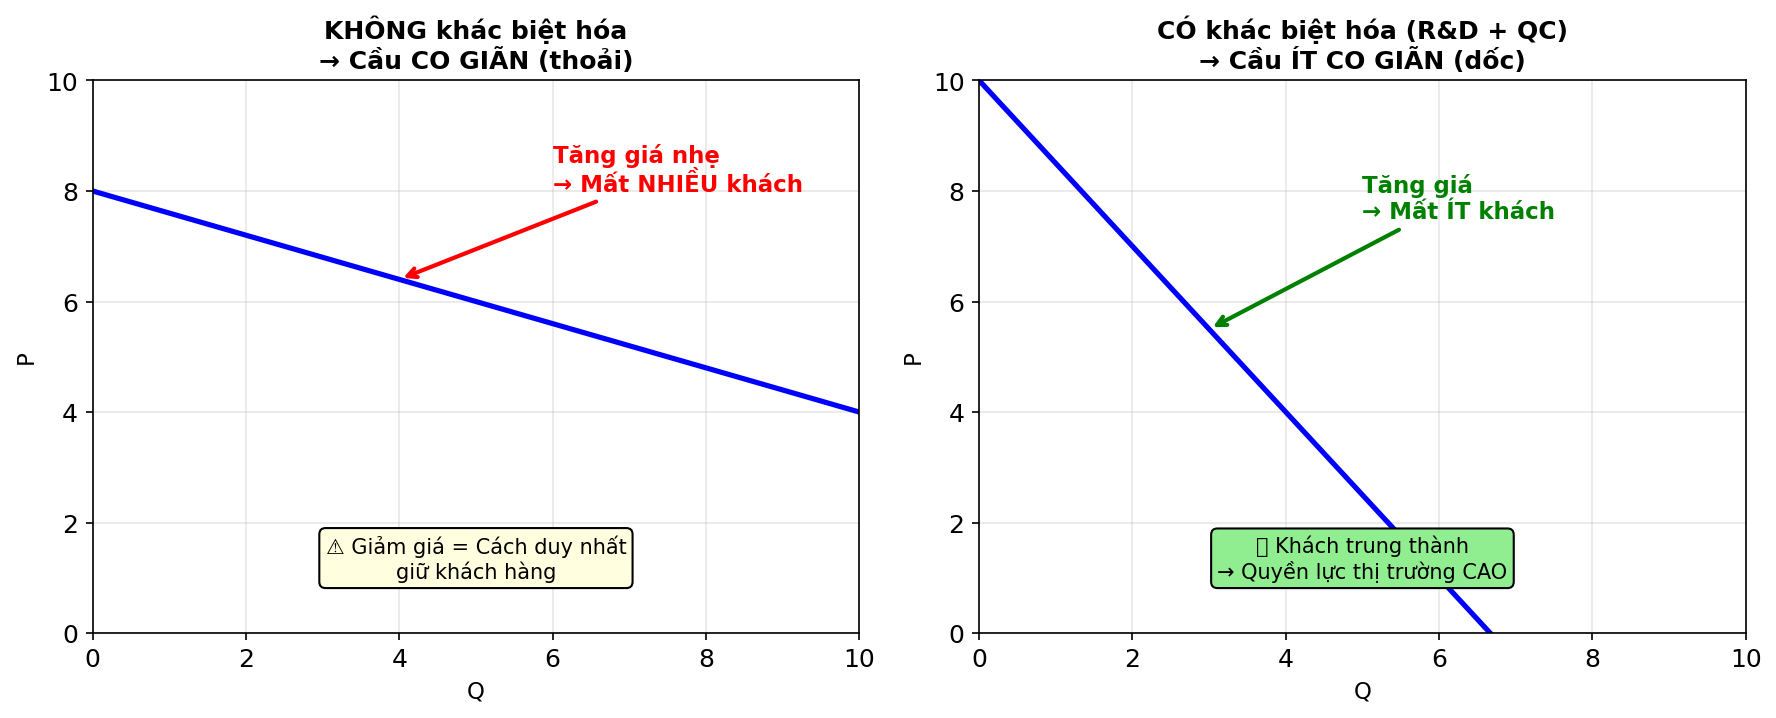 KHÔNG khác biệt hóa
→ Cầu CO GIÃN (thoải)
10
8
6
4
2
0
P
Tăng giá nhẹ
→ Mất NHIỀU khách
⚠ Giảm giá = Cách duy nhất
giữ khách hàng
0 2 4 6 8 10
Q
CÓ khác biệt hóa (R&D + QC)
→ Cầu ÍT CO GIÃN (dốc)
10
8
6
4
2
0
P
Tăng giá
→ Mất ÍT khách
Khách trung thành
→ Quyền lực thị trường CAO
0 2 4 6 8 10
Q